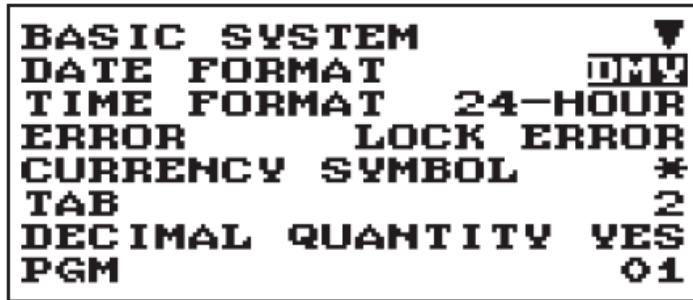 BASIC SYSTEM ▼
DATE FORMAT DMY
TIME FORMAT 24-HOUR
ERROR LOCK ERROR
CURRENCY SYMBOL *
TAB 2
DECIMAL QUANTITY YES
PGM 01